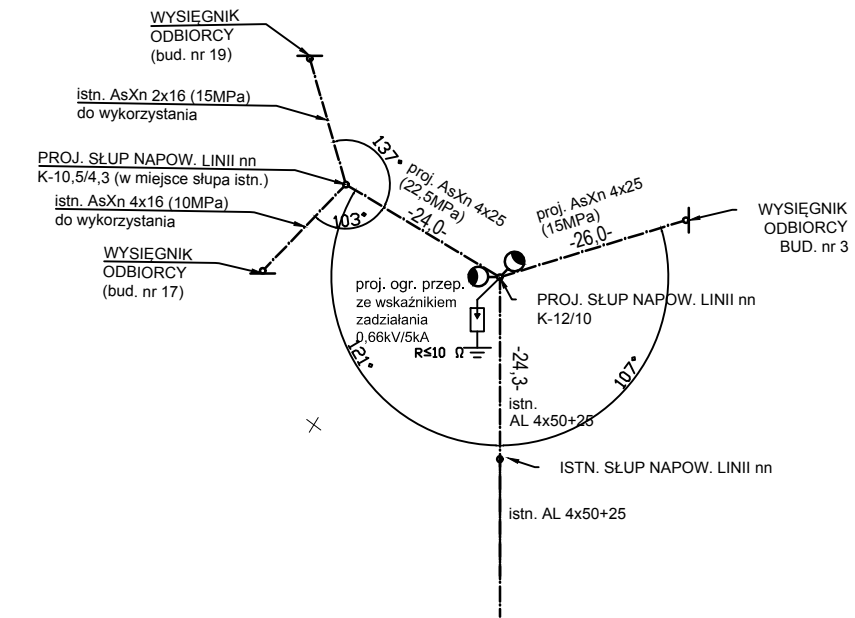 WYSIĘGNIK
ODBIORCY
(bud. nr 19)
istn. AsXn 2x16 (15MPa)
do wykorzystania
PROJ. SŁUP NAPOW. LINII nn
K-10,5/4,3 (w miejsce słupa istn.)
istn. AsXn 4x16 (10MPa)
do wykorzystania
WYSIĘGNIK
ODBIORCY
(bud. nr 17)
137°
103°
proj. AsXn 4x25
(22,5MPa)
-24,0-
proj. AsXn 4x25
(15MPa)
-26,0-
WYSIĘGNIK
ODBIORCY
BUD. nr 3
proj. ogr. przep.
ze wskaźnikiem
zadziałania
0,66kV/5kA
R≤10 Ω
PROJ. SŁUP NAPOW. LINII nn
K-12/10
121°
107°
-24,3-
istn.
AL 4x50+25
ISTN. SŁUP NAPOW. LINII nn
istn. AL 4x50+25